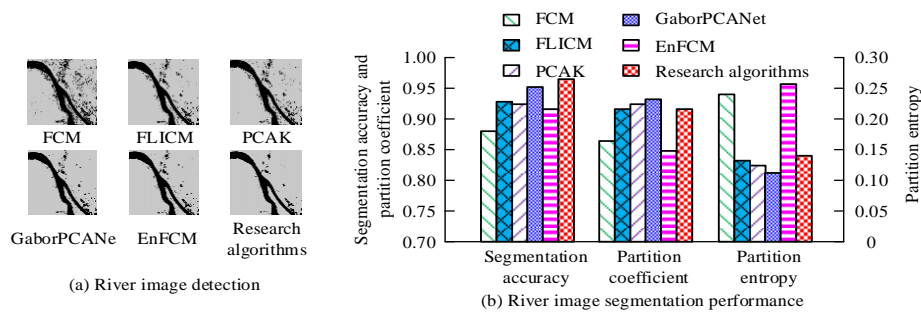 FCM
FLICM
PCAK
GaborPCANe
EnFCM
Research
algorithms
(a) River image detection
FCM
GaborPCANet
FLICM
EnFCM
PCAK
Research algorithms
Segmentation accuracy and
partition coefficient
1.00
0.95
0.90
0.85
0.80
0.75
0.70
0.30
0.25
0.20
0.15
0.10
0.05
0
Partition entropy
Segmentation
accuracy
Partition
coefficient
Partition
entropy
(b) River image segmentation performance